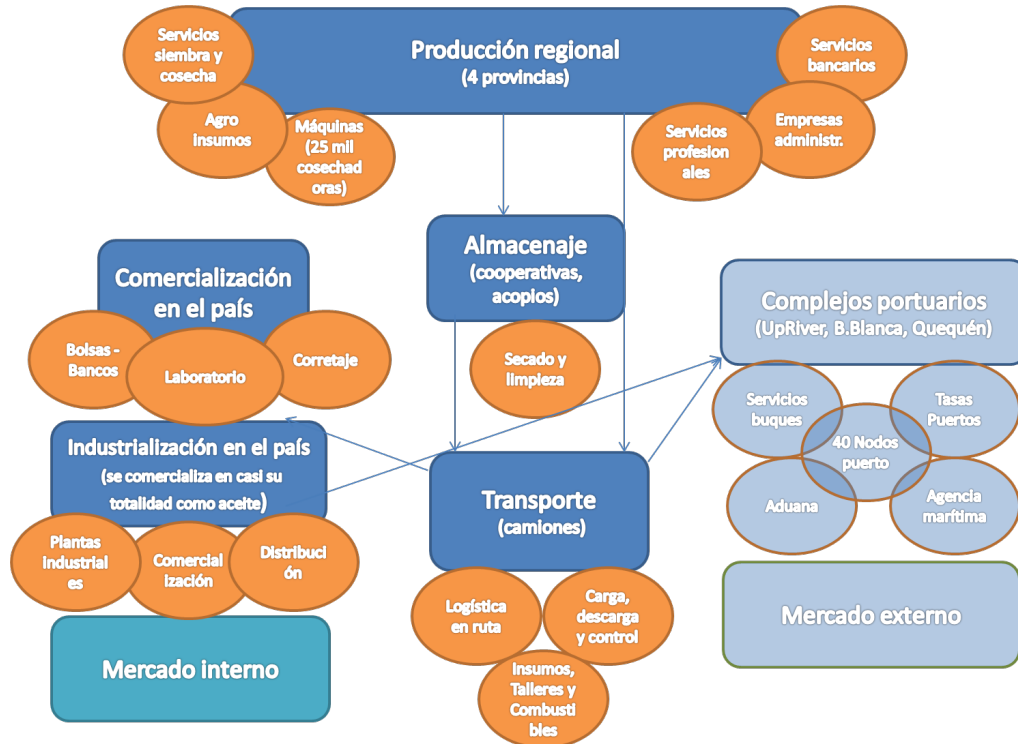 Servicios
siembra y
cosecha
Producción regional
(4 provincias)
Servicios
bancarios
Agro
insumos
Máquinas
(25 mil
cosechad
oras)
Servicios
profesion
ales
Empresas
administr.
Almacenaje
(cooperativas,
acopios)
Secado y
limpieza
Comercialización
en el país
Bolsas -
Bancos
Laboratorio
Corretaje
Complejos portuarios
(UpRiver, B.Blanca, Quequén)
Servicios
buques
Tasas
Puertos
40 Nodos
puerto
Aduana
Agencia
marítima
Industrialización en el país
(se comercializa en casi su
totalidad como aceite)
Plantas
industrial
es
Comercial
ización
Distribuci
ón
Transporte
(camiones)
Logística
en ruta
Carga,
descarga
y control
Insumos,
Talleres y
Combusti
bles
Mercado interno
Mercado externo